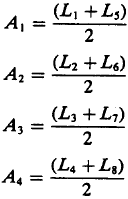 A₁ = (L₁ + L₅) / 2
A₂ = (L₂ + L₆) / 2
A₃ = (L₃ + L₇) / 2
A₄ = (L₄ + L₈) / 2